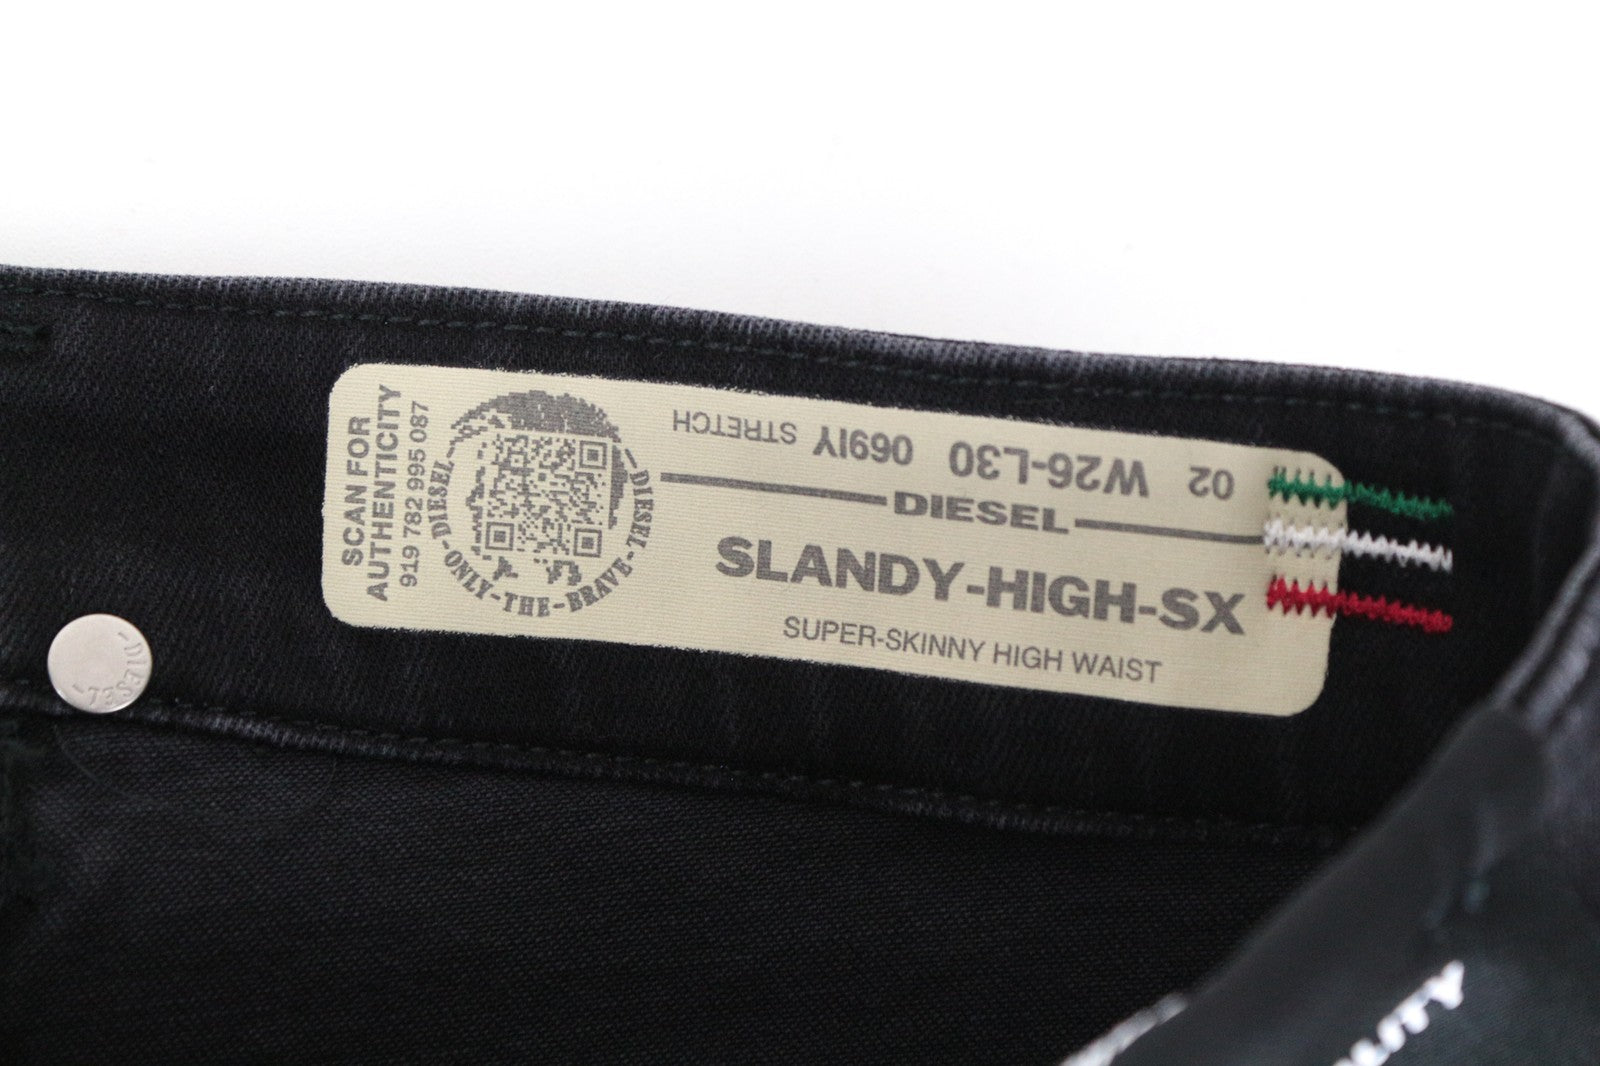 SCAN FOR
AUTHENTICITY
919 782 995 087
DIESEL-ONLY-THE-BRAVE-DIESEL
02 W26-L30 069IY STRETCH
DIESEL
SLANDY-HIGH-SX
SUPER-SKINNY HIGH WAIST
-DIESEL-